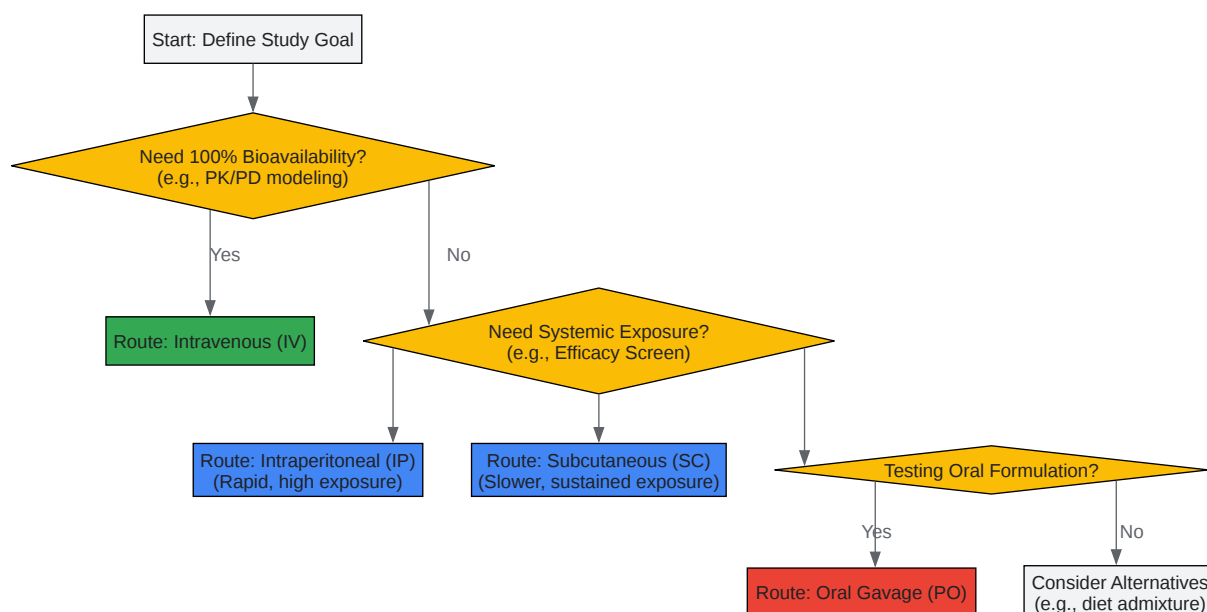 Start: Define Study Goal
Need 100% Bioavailability?
(e.g., PK/PD modeling)
Yes
No
Route: Intravenous (IV)
Need Systemic Exposure?
(e.g., Efficacy Screen)
Route: Intraperitoneal (IP)
(Rapid, high exposure)
Route: Subcutaneous (SC)
(Slower, sustained exposure)
Testing Oral Formulation?
Yes
No
Route: Oral Gavage (PO)
Consider Alternatives
(e.g., diet admixture)